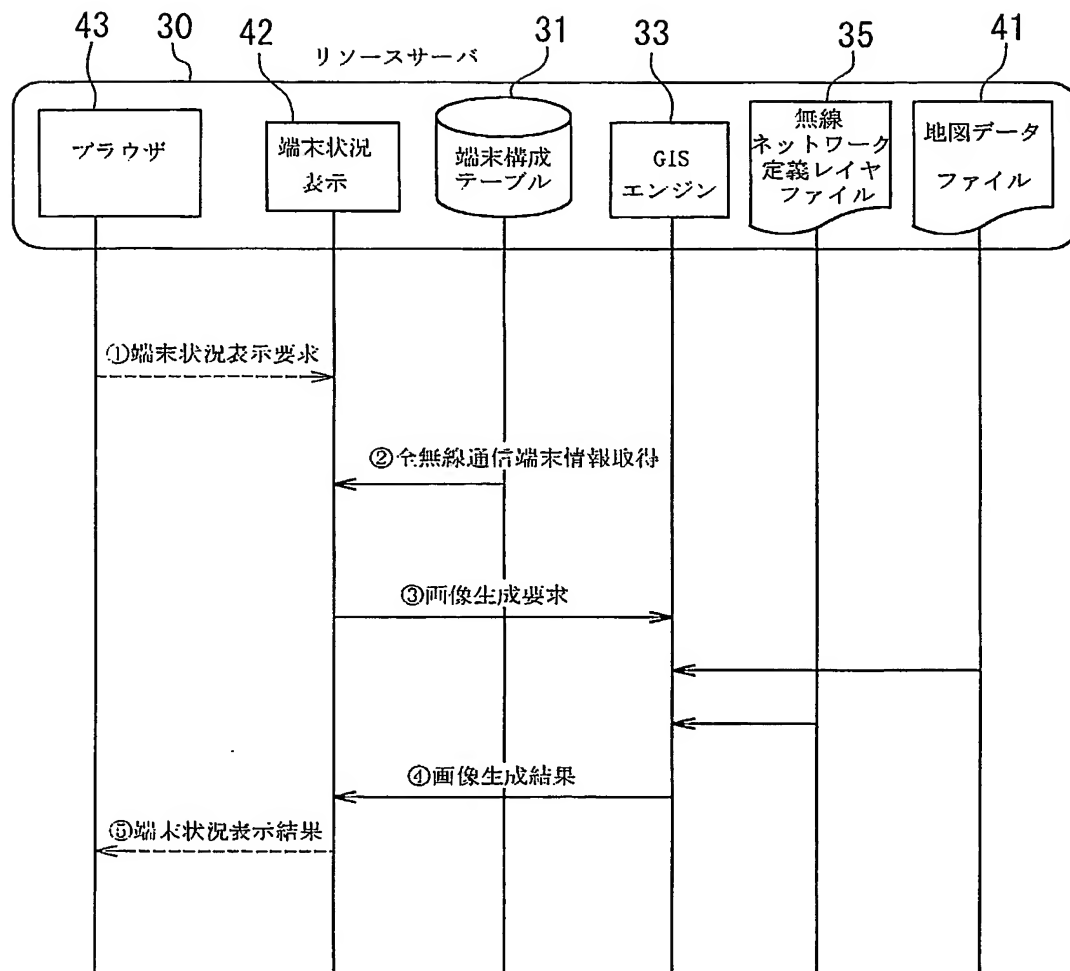 43
30
42
リソースサーバ
31
33
35
41
ブラウザ
端末状況
表示
端末構成
テーブル
GIS
エンジン
無線
ネットワーク
定義レイヤ
ファイル
地図データ
ファイル
①端末状況表示要求
②全無線通信端末情報取得
③画像生成要求
④画像生成結果
⑤端末状況表示結果